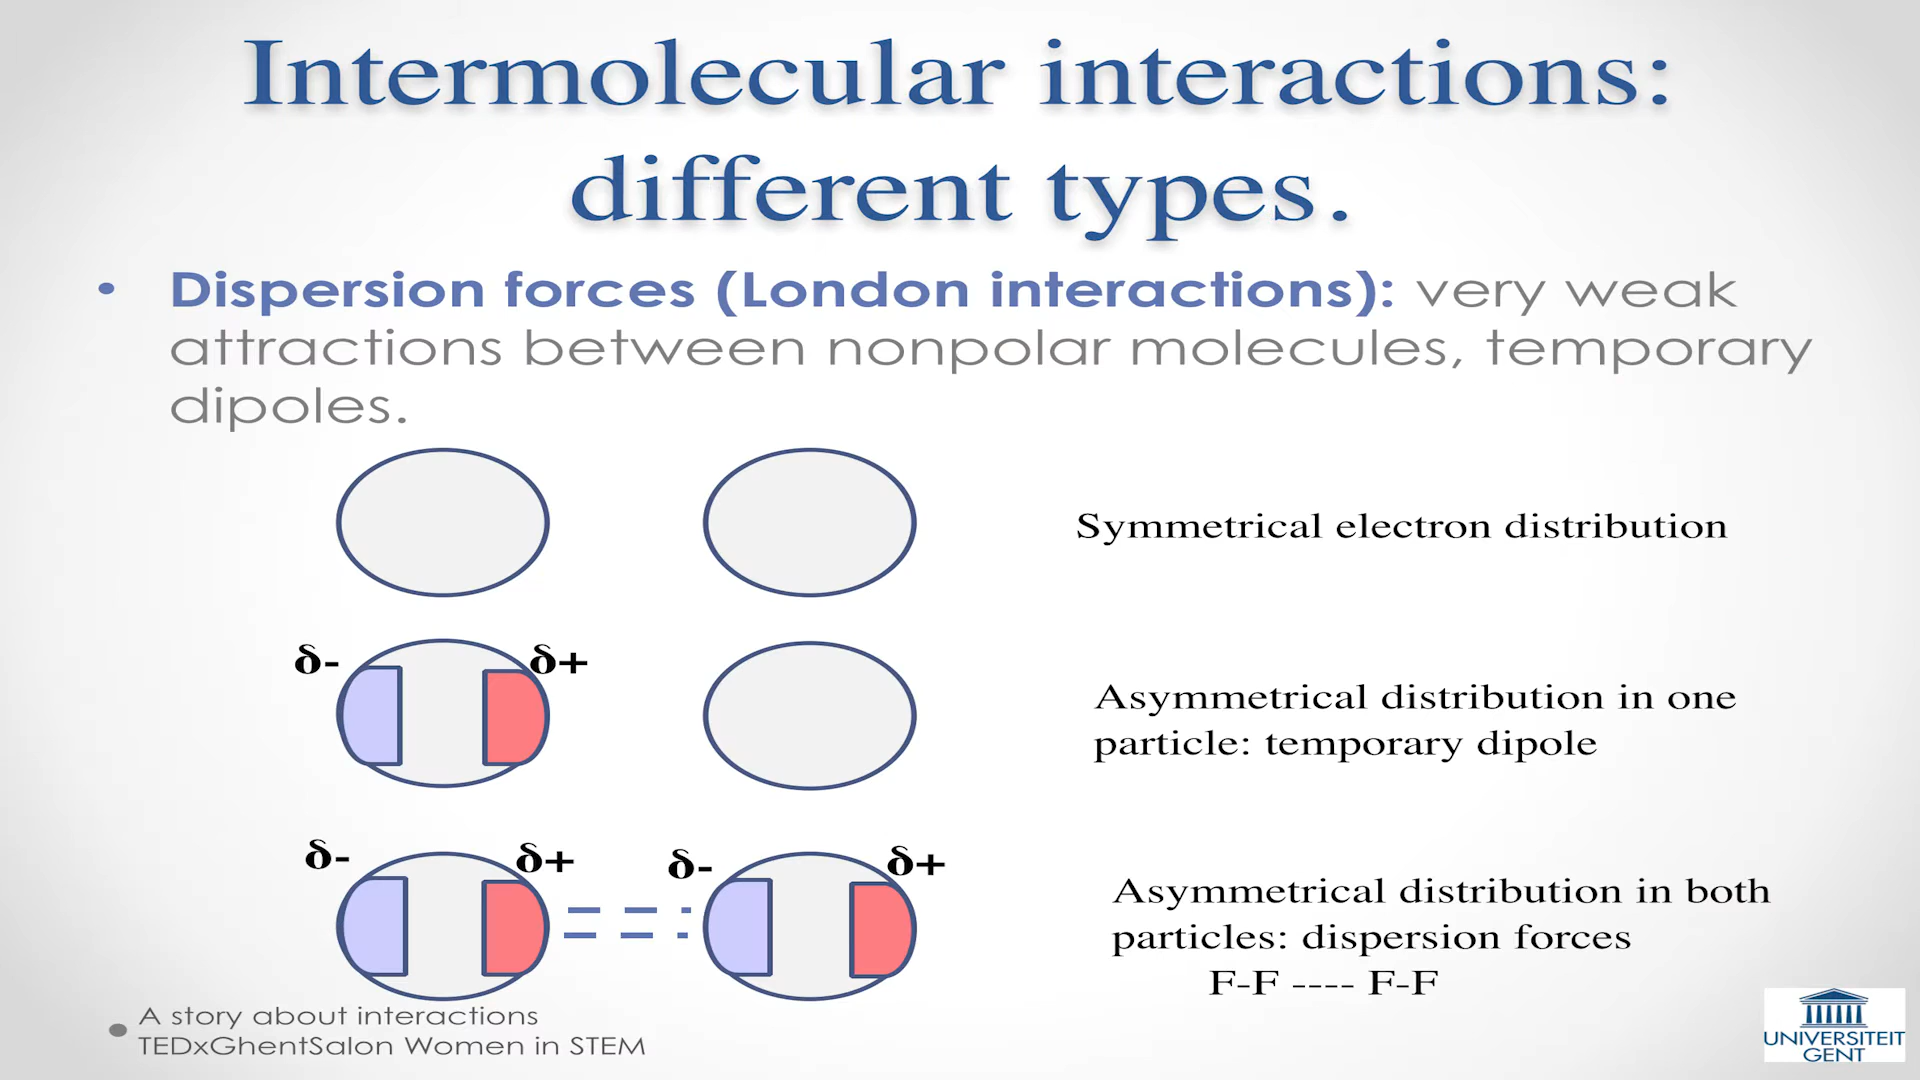 Intermolecular interactions:
different types.
• Dispersion forces (London interactions): very weak
attractions between nonpolar molecules, temporary
dipoles.
Symmetrical electron distribution
δ- δ+
Asymmetrical distribution in one
particle: temporary dipole
δ- δ+ δ- δ+
Asymmetrical distribution in both
particles: dispersion forces
F-F ---- F-F
• A story about interactions
TEDxGhentSalon Women in STEM
UNIVERSITEIT
GENT